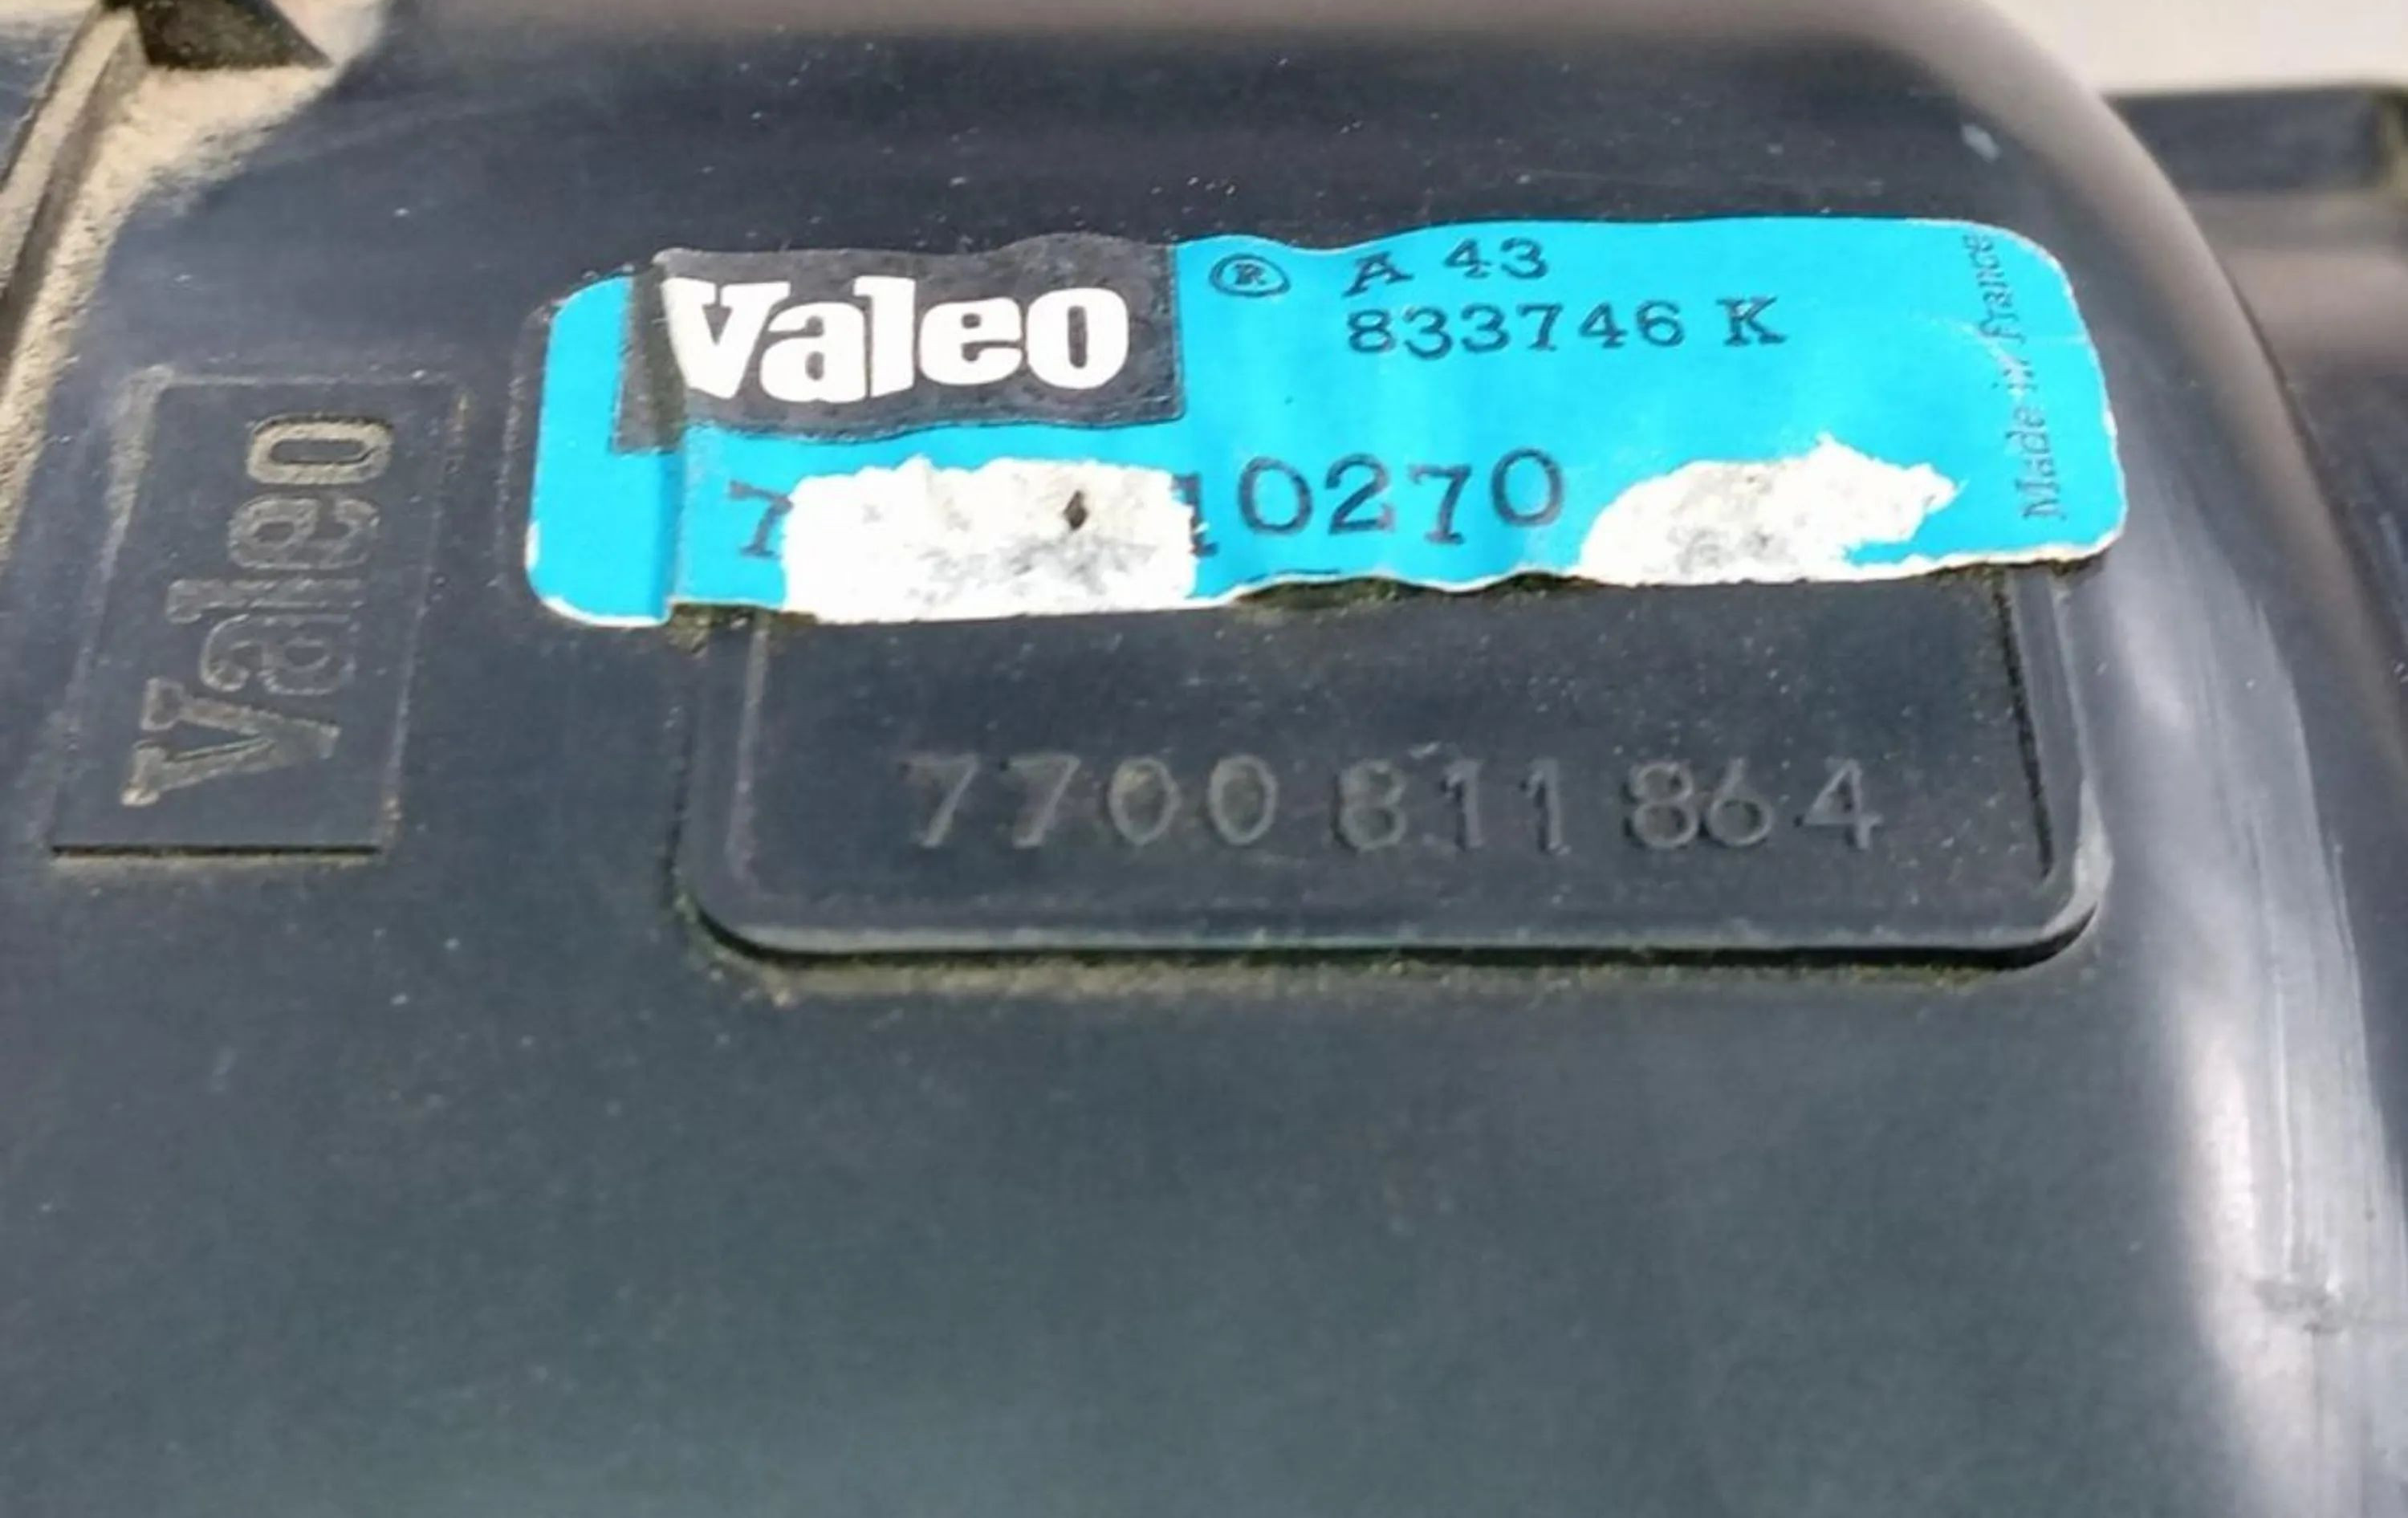 Valeo
® A 43
833746 K
10270
Made in France
Valeo
7700 811 864